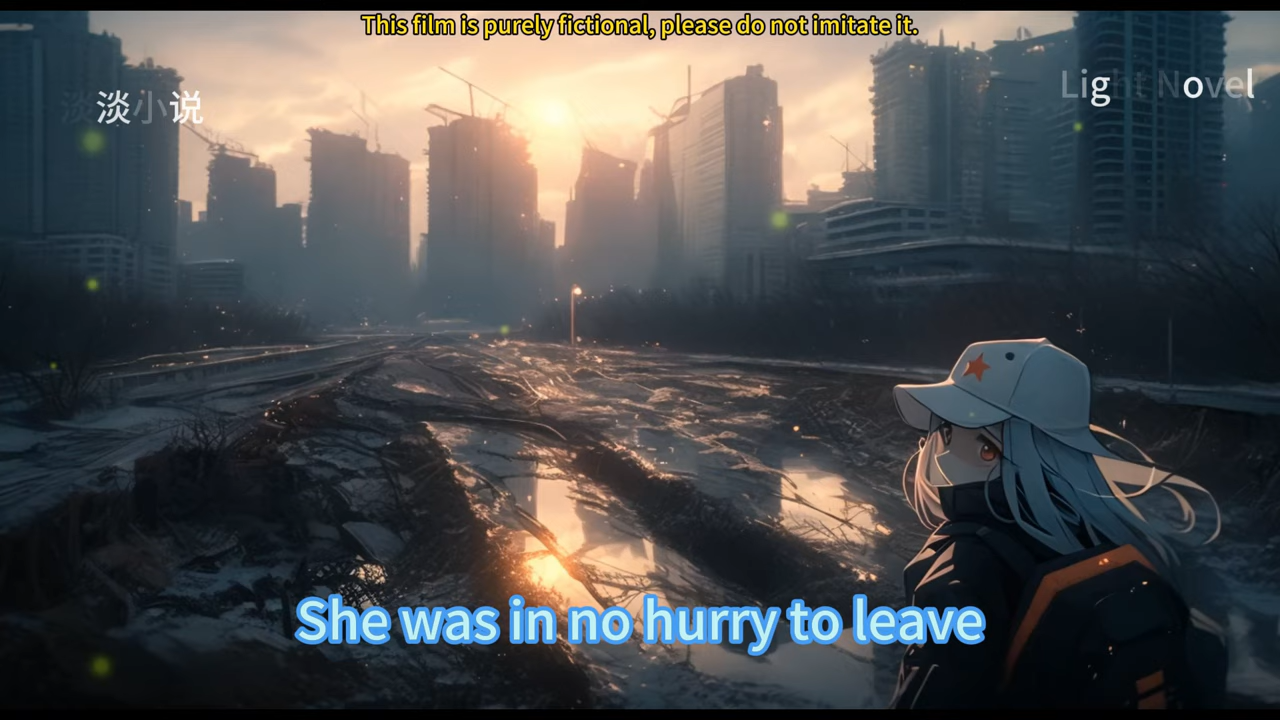 This film is purely fictional, please do not imitate it.
淡淡小说
Light Novel
She was in no hurry to leave